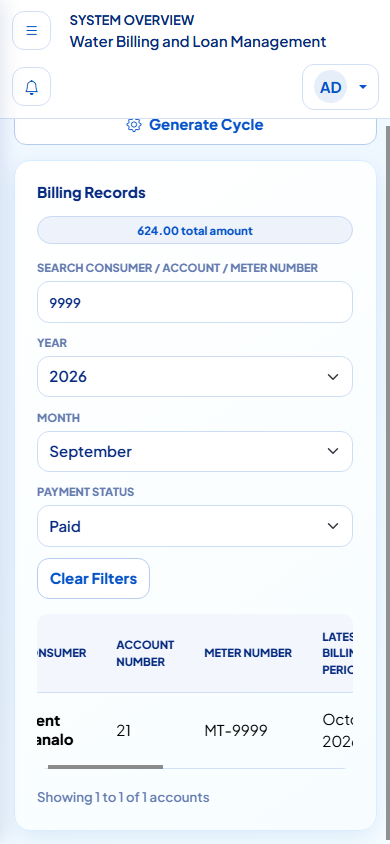 SYSTEM OVERVIEW
Water Billing and Loan Management
AD
Generate Cycle
Billing Records
624.00 total amount
SEARCH CONSUMER / ACCOUNT / METER NUMBER
9999
YEAR
2026
MONTH
September
PAYMENT STATUS
Paid
Clear Filters
ACCOUNT NUMBER
METER NUMBER
21
MT-9999
Showing 1 to 1 of 1 accounts